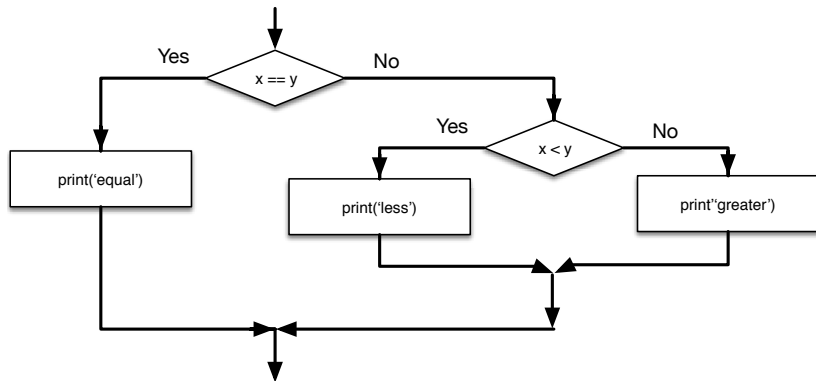 Yes
x == y
No
Yes
x < y
No
print(‘equal’)
print(‘less’)
print’‘greater’)